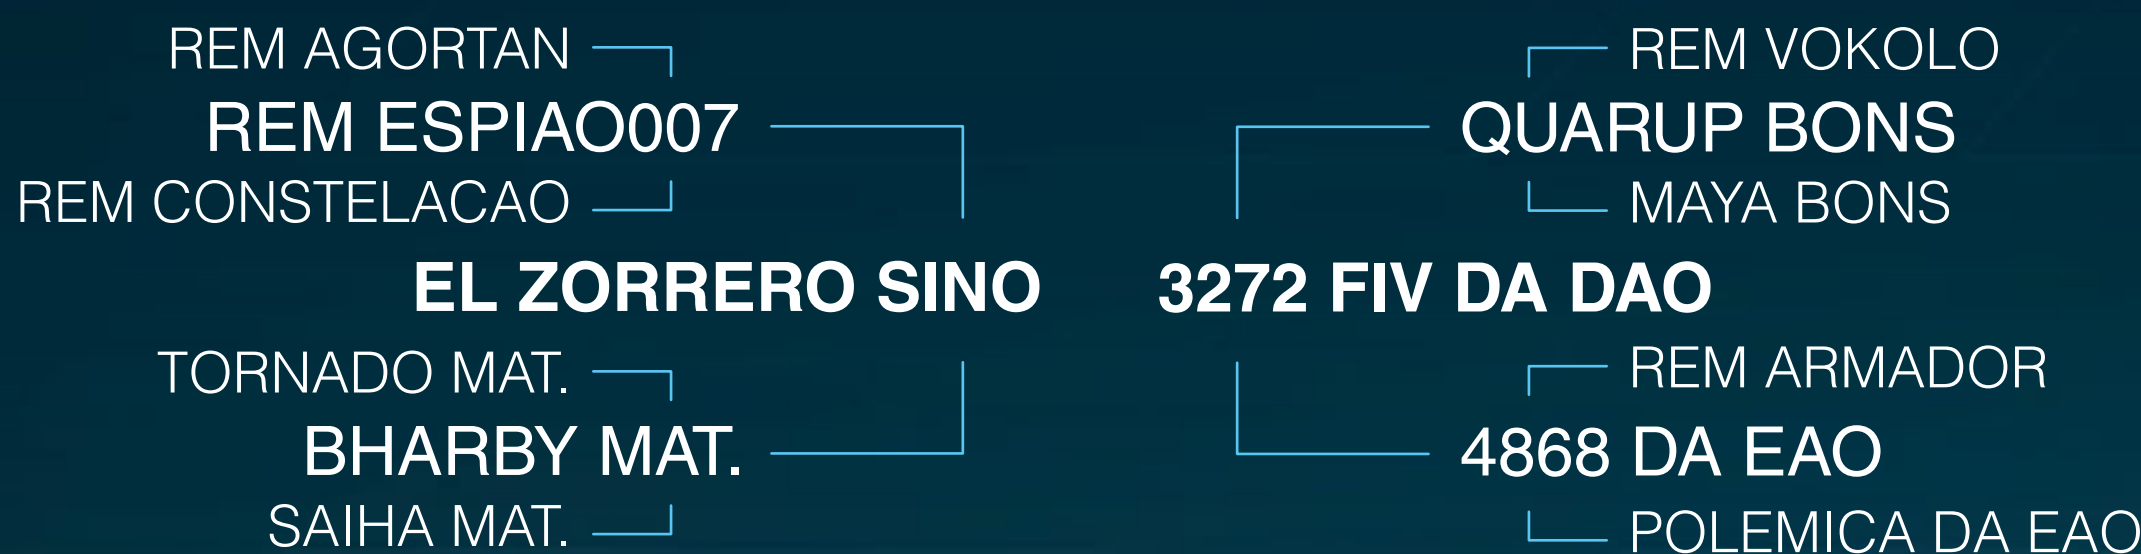 REM AGORTAN
REM VOKOLO
REM ESPIAO007
QUARUP BONS
REM CONSTELACAO
MAYA BONS
EL ZORRERO SINO
3272 FIV DA DAO
TORNADO MAT.
REM ARMADOR
BHARBY MAT.
4868 DA EAO
SAIHA MAT.
POLEMICA DA EAO